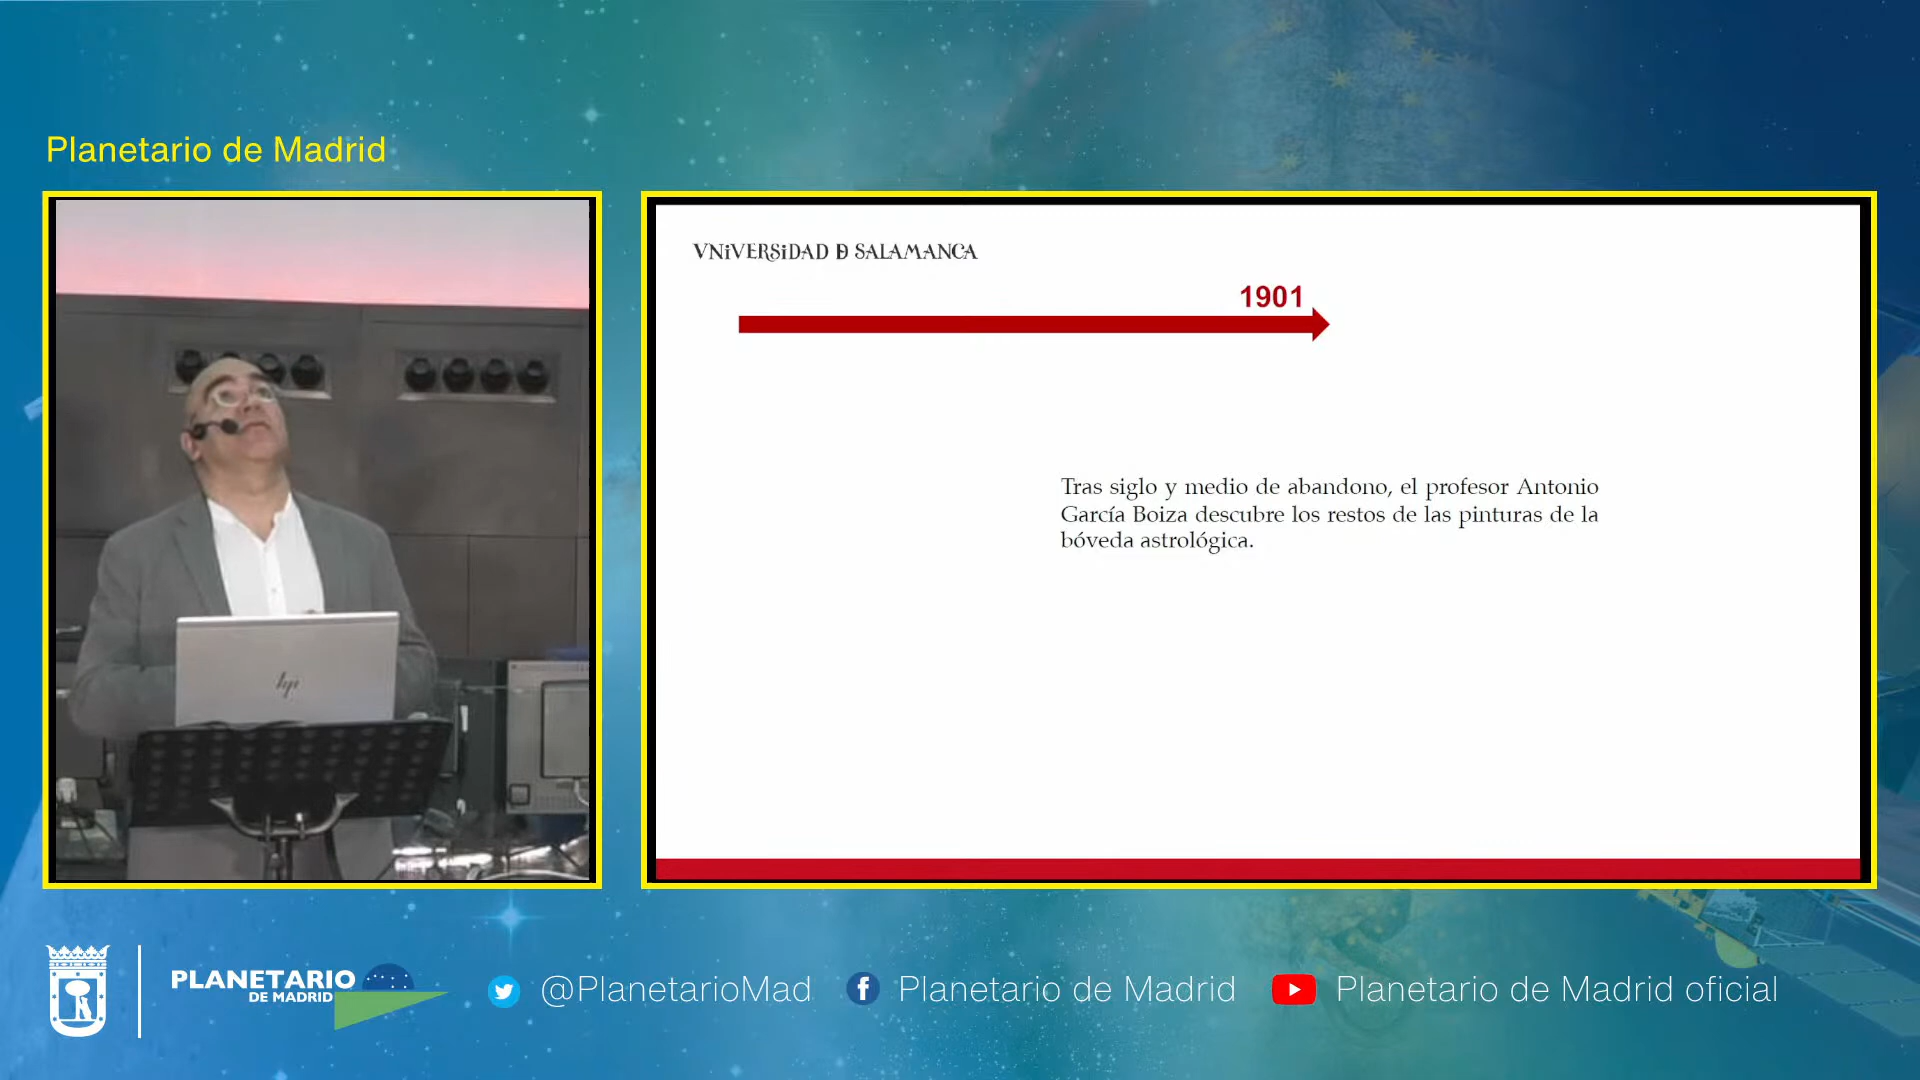 Planetario de Madrid
VNiVERSiDAD Ð SALAMANCA
1901
Tras siglo y medio de abandono, el profesor Antonio
García Boiza descubre los restos de las pinturas de la
bóveda astrológica.
hp
PLANETARIO
DE MADRID
@PlanetarioMad
Planetario de Madrid
Planetario de Madrid oficial